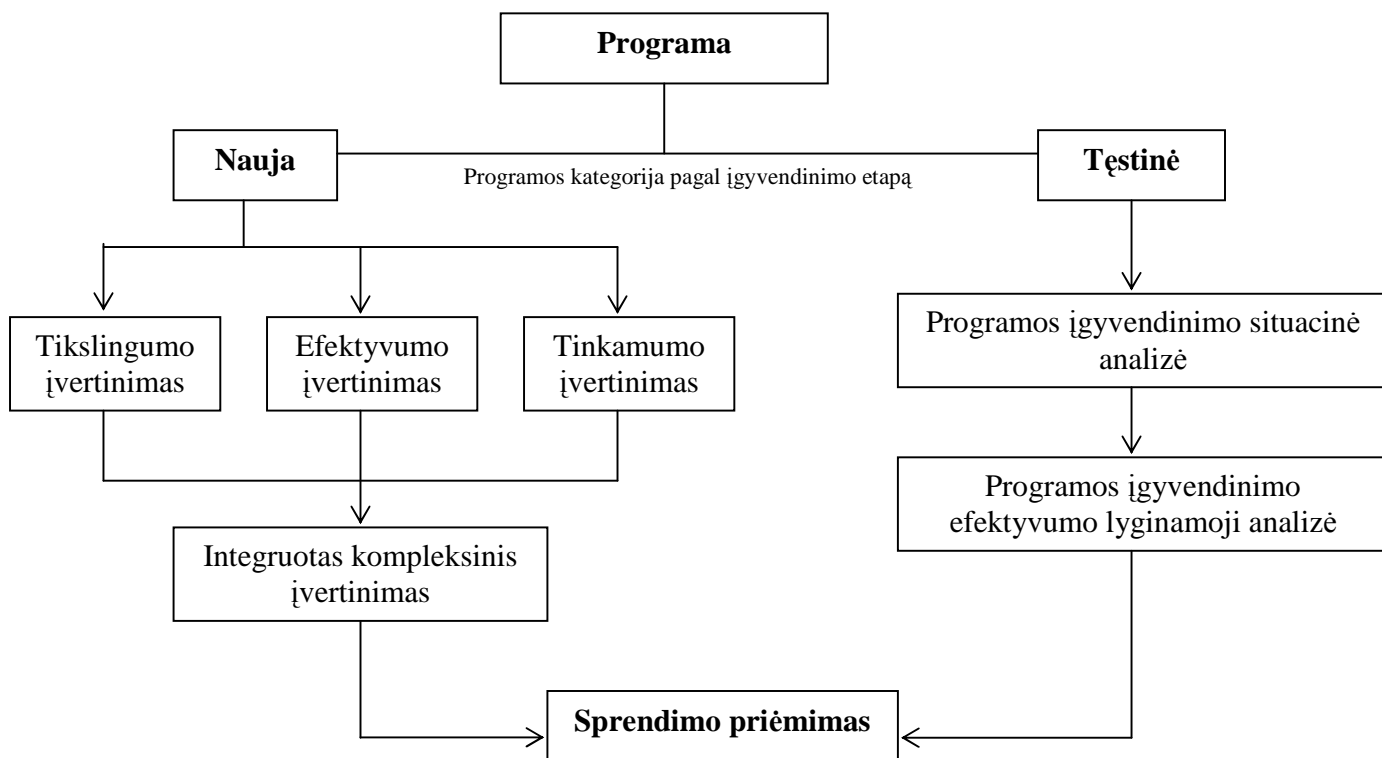 Programa
Nauja
Programos kategorija pagal įgyvendinimo etapą
Tęstinė
Tikslingumo
įvertinimas
Efektyvumo
įvertinimas
Tinkamumo
įvertinimas
Programos įgyvendinimo situacinė
analizė
Programos įgyvendinimo
efektyvumo lyginamoji analizė
Integruotas kompleksinis
įvertinimas
Sprendimo priėmimas